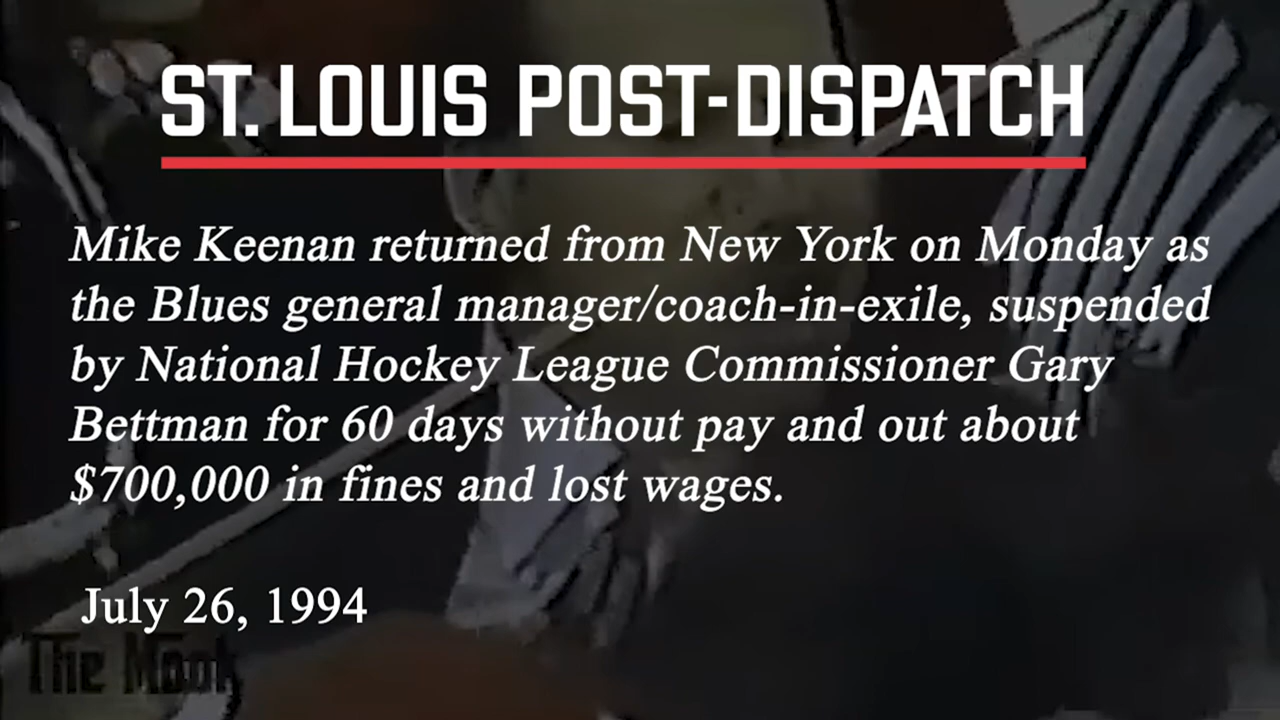 ST. LOUIS POST-DISPATCH
Mike Keenan returned from New York on Monday as
the Blues general manager/coach-in-exile, suspended
by National Hockey League Commissioner Gary
Bettman for 60 days without pay and out about
$700,000 in fines and lost wages.
July 26, 1994
The Mook